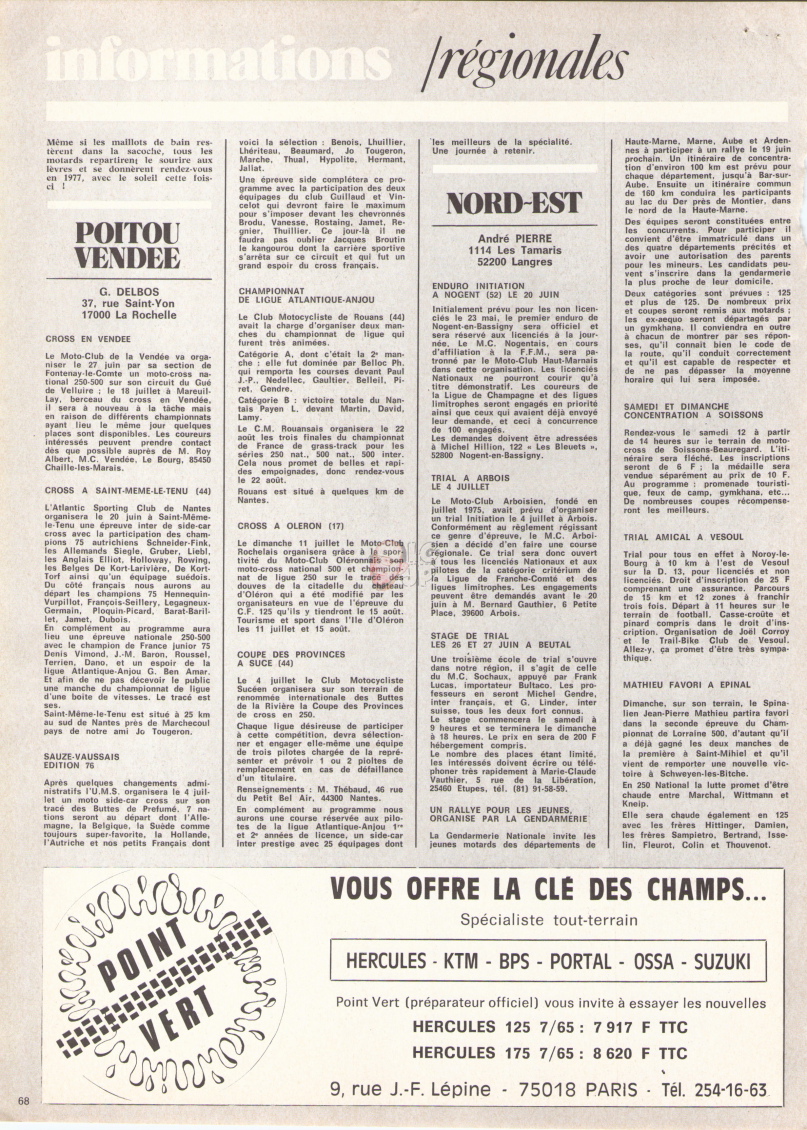 informations /régionales
Même si les maillots de bain res-
tèrent dans la sacoche, tous les
motards repartirent le sourire aux
lèvres et se donnèrent rendez-vous
en 1977, avec le soleil cette fois-
ci !
POITOU
VENDEE
G. DELBOS
37, rue Saint-Yon
17000 La Rochelle
CROSS EN VENDEE
Le Moto-Club de la Vendée va orga-
niser le 27 juin par sa section de
Fontenay-le-Comte un moto-cross na-
tional 250-500 sur son circuit du Gué
de Velluire ; le 18 juillet à Mareuil-
Lay, berceau du cross en Vendée,
il sera à nouveau à la tâche mais
en raison de différents championnats
ayant lieu le même jour quelques
places sont disponibles. Les coureurs
intéressés peuvent prendre contact
dès que possible auprès de M. Roy
Albert, M.C. Vendée, Le Bourg, 85450
Chaille-les-Marais.
CROSS A SAINT-MEME-LE-TENU (44)
L'Atlantic Sporting Club de Nantes
organisera le 20 juin à Saint-Même-
le-Tenu une épreuve inter de side-car
cross avec la participation des cham-
pions 75 autrichiens Schneider-Fink,
les Allemands Siegle, Gruber, Liebl,
les Anglais Elliot, Holloway, Rowing,
les Belges De Kort-Larivière, De Kort-
Torf ainsi qu'un équipage suédois.
Du côté français nous aurons au
départ les champions 75 Hennequin-
Vurpillot, François-Seillery, Legagneux-
Germain, Ploquin-Picard, Barat-Baril-
let, Jamet, Dubois.
En complément au programme aura
lieu une épreuve nationale 250-500
avec le champion de France junior 75
Denis Vimond, J.-M. Baron, Roussel,
Terrien, Dano, et un espoir de la
ligue Atlantique-Anjou G. Ben Amar.
Et afin de ne pas décevoir le public
une manche du championnat de ligue
d'une boîte de vitesses. Le tracé est
ses.
Saint-Même-le-Tenu est situé à 25 km
au sud de Nantes près de Marchecoul
pays de notre ami Jo Tougeron.
SAUZE-VAUSSAIS
EDITION 76
Après quelques changements admi-
nistratifs l'U.M.S. organisera le 4 juil-
let un moto side-car cross sur son
tracé des Buttes de Prefumé. 7 na-
tions seront au départ dont l'Alle-
magne, la Belgique, la Suède comme
toujours super-favorite, la Hollande,
l'Autriche et nos petits Français dont
voici la sélection : Benois, Lhuillier,
Lhériteau, Beaumard, Jo Tougeron,
Marche, Thual, Hypolite, Hermant,
Jallat.
Une épreuve side complétera ce pro-
gramme avec la participation des deux
équipages du club Guillaud et Vin-
celot qui devront faire le maximum
pour s'imposer devant les chevronnés
Brodu, Vanesse, Rostaing, Jamet, Re-
gnier, Thuillier. Ce jour-là il ne
faudra pas oublier Jacques Broutin
le kangourou dont la carrière sportive
s'arrêta sur ce circuit et qui fut un
grand espoir du cross français.
CHAMPIONNAT
DE LIGUE ATLANTIQUE-ANJOU
Le Club Motocycliste de Rouans (44)
avait la charge d'organiser deux man-
ches du championnat de ligue qui
furent très animées.
Catégorie A, dont c'était la 2e man-
che : elle fut dominée par Belloc Ph.
qui remporta les courses devant Paul
J.-P., Nedellec, Gaultier, Belleil, Pi-
ret, Gendre.
Catégorie B : victoire totale du Nan-
tais Payen L. devant Martin, David,
Lamy.
Le C.M. Rouansais organisera le 22
août les trois finales du championnat
de France de grass-track pour les
séries 250 nat., 500 nat., 500 inter.
Cela nous promet de belles et rapi-
des empoignades, donc rendez-vous
le 22 août.
Rouans est situé à quelques km de
Nantes.
CROSS A OLERON (17)
Le dimanche 11 juillet le Moto-Club
Rochelais organisera grâce à la spor-
tivité du Moto-Club Oléronnais un
moto-cross national 500 et champion-
nat de ligue 250 sur le tracé des
douves de la citadelle du château
d'Oléron qui a été modifié par les
organisateurs en vue de l'épreuve du
C.F. 125 qu'ils y tiendront le 15 août.
Tourisme et sport dans l'Ile d'Oléron
les 11 juillet et 15 août.
COUPE DES PROVINCES
A SUCE (44)
Le 4 juillet le Club Motocycliste
Sucéen organisera sur son terrain de
renommée internationale des Buttes
de la Rivière la Coupe des Provinces
de cross en 250.
Chaque ligue désireuse de participer
à cette compétition, devra sélection-
ner et engager elle-même une équipe
de trois pilotes chargée de la repré-
senter et prévoir 1 ou 2 pioltes de
remplacement en cas de défaillance
d'un titulaire.
Renseignements : M. Thébaud, 46 rue
du Petit Bel Air, 44300 Nantes.
En complément au programme nous
aurons une course réservée aux pilo-
tes de la ligue Atlantique-Anjou 1re
et 2e années de licence, un side-car
inter prestige avec 25 équipages dont
les meilleurs de la spécialité.
Une journée à retenir.
NORD-EST
André PIERRE
1114 Les Tamaris
52200 Langres
ENDURO INITIATION
A NOGENT (52) LE 20 JUIN
Initialement prévu pour les non licen-
ciés le 23 mai, le premier enduro de
Nogent-en-Bassigny sera officiel et
sera réservé aux licenciés à la jour-
née. Le M.C. Nogentais, en cours
d'affiliation à la F.F.M., sera pa-
tronné par le Moto-Club Haut-Marnais
dans cette organisation. Les licenciés
Nationaux ne pourront courir qu'à
titre démonstratif. Les coureurs de
la Ligue de Champagne et des ligues
limitrophes seront engagés en priorité
ainsi que ceux qui avaient déjà envoyé
leur demande, et ceci à concurrence
de 100 engagés.
Les demandes doivent être adressées
à Michel Hillion, 122 « Les Bleuets »,
52800 Nogent-en-Bassigny.
TRIAL A ARBOIS
LE 4 JUILLET
Le Moto-Club Arboisien, fondé en
juillet 1975, avait prévu d'organiser
un trial Initiation le 4 juillet à Arbois.
Conformément au règlement régissant
ce genre d'épreuve, le M.C. Arboi-
sien a décidé d'en faire une course
régionale. Ce trial sera donc ouvert
à tous les licenciés Nationaux et aux
pilotes de la catégorie critérium de
la Ligue de Franche-Comté et des
ligues limitrophes. Les engagements
peuvent être demandés avant le 20
juin à M. Bernard Gauthier, 6 Petite
Place, 39600 Arbois.
STAGE DE TRIAL
LES 26 ET 27 JUIN A BEUTAL
Une troisième école de trial s'ouvre
dans notre région, il s'agit de celle
du M.C. Sochaux, appuyé par Frank
Lucas, importateur Bultaco. Les pro-
fesseurs en seront Michel Gendre,
inter français, et G. Linder, inter
suisse, tous les deux fort connus.
Le stage commencera le samedi à
9 heures et se terminera le dimanche
à 18 heures. Le prix en sera de 200 F
hébergement compris.
Le nombre des places étant limité,
les intéressés doivent écrire ou télé-
phoner très rapidement à Marie-Claude
Vauthier, 5 rue de la Libération,
25460 Etupes, tél. (81) 91-58-59.
UN RALLYE POUR LES JEUNES,
ORGANISE PAR LA GENDARMERIE
La Gendarmerie Nationale invite les
jeunes motards des départements de
Haute-Marne, Marne, Aube et Arden-
nes à participer à un rallye le 19 juin
prochain. Un itinéraire de concentra-
tion d'environ 100 km est prévu pour
chaque département, jusqu'à Bar-sur-
Aube. Ensuite un itinéraire commun
de 160 km conduira les participants
au lac du Der près de Montier, dans
le nord de la Haute-Marne.
Des équipes seront constituées entre
les concurrents. Pour participer il
convient d'être immatriculé dans un
des quatre départements précités et
avoir une autorisation des parents
pour les mineurs. Les candidats peu-
vent s'inscrire dans la gendarmerie
la plus proche de leur domicile.
Deux catégories sont prévues : 125
et plus de 125. De nombreux prix
et coupes seront remis aux motards ;
les ex-aequo seront départagés par
un gymkhana. Il conviendra en outre
à chacun de montrer par ses répon-
ses, qu'il connaît bien le code de
la route, qu'il conduit correctement
et qu'il est capable de respecter et
de ne pas dépasser la moyenne
horaire qui lui sera imposée.
SAMEDI ET DIMANCHE
CONCENTRATION A SOISSONS
Rendez-vous le samedi 12 à partir
de 14 heures sur le terrain de moto-
cross de Soissons-Beauregard. L'iti-
néraire sera fléché. Les inscriptions
seront de 6 F ; la médaille sera
vendue séparément au prix de 10 F.
Au programme : promenade touristi-
que, feux de camp, gymkhana, etc...
De nombreuses coupes récompense-
ront les meilleurs.
TRIAL AMICAL A VESOUL
Trial pour tous en effet à Noroy-le-
Bourg à 10 km à l'est de Vesoul
sur la D. 13, pour licenciés et non
licenciés. Droit d'inscription de 25 F
comprenant une assurance. Parcours
de 15 km et 12 zones à franchir
trois fois. Départ à 11 heures sur le
terrain de football. Casse-croûte et
pinard compris dans le droit d'ins-
cription. Organisation de Joël Corroy
et le Trail-Bike Club de Vesoul.
Allez-y, ça promet d'être très sympa-
thique.
MATHIEU FAVORI A EPINAL
Dimanche, sur son terrain, le Spina-
lien Jean-Pierre Mathieu partira favori
dans la seconde épreuve du Cham-
pionnat de Lorraine 500, d'autant qu'il
a déjà gagné les deux manches de
la première à Saint-Mihiel et qu'il
vient de remporter une nouvelle vic-
toire à Schweyen-les-Bitche.
En 250 National la lutte promet d'être
chaude entre Marchal, Wittmann et
Kneip.
Elle sera chaude également en 125
avec les frères Hittinger, Damien,
les frères Sampietro, Bertrand, Isse-
lin, Fleurot, Colin et Thouvenot.
POINT
VERT
VOUS OFFRE LA CLÉ DES CHAMPS...
Spécialiste tout-terrain
HERCULES - KTM - BPS - PORTAL - OSSA - SUZUKI
Point Vert (préparateur officiel) vous invite à essayer les nouvelles
HERCULES 125 7/65 : 7 917 F TTC
HERCULES 175 7/65 : 8 620 F TTC
9, rue J.-F. Lépine - 75018 PARIS - Tél. 254-16-63
68